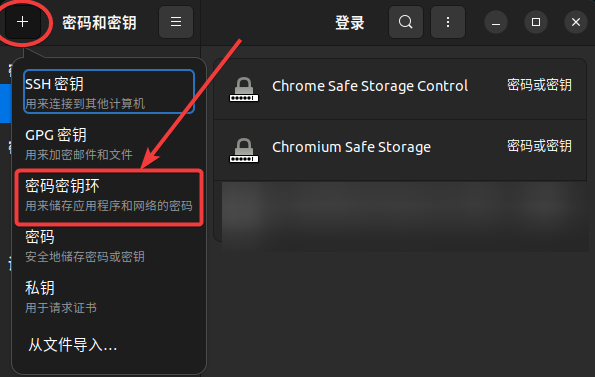 密码和密钥
登录
SSH 密钥
用来连接到其他计算机
GPG 密钥
用来加密邮件和文件
密码密钥环
用来储存应用程序和网络的密码
密码
安全地储存密码或密钥
私钥
用于请求证书
从文件导入…
Chrome Safe Storage Control
密码或密钥
Chromium Safe Storage
密码或密钥